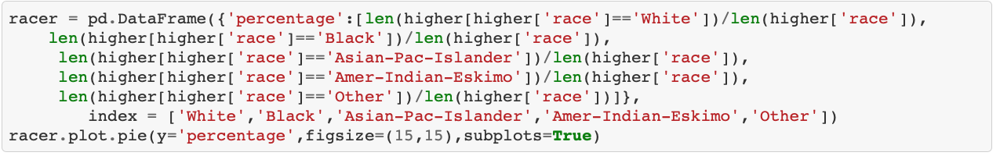 racer = pd.DataFrame({'percentage':[len(higher[higher['race']=='White'])/len(higher['race']),
    len(higher[higher['race']=='Black'])/len(higher['race']),
     len(higher[higher['race']=='Asian-Pac-Islander'])/len(higher['race']),
     len(higher[higher['race']=='Amer-Indian-Eskimo'])/len(higher['race']),
     len(higher[higher['race']=='Other'])/len(higher['race'])]},
        index = ['White','Black','Asian-Pac-Islander','Amer-Indian-Eskimo','Other'])
racer.plot.pie(y='percentage',figsize=(15,15),subplots=True)